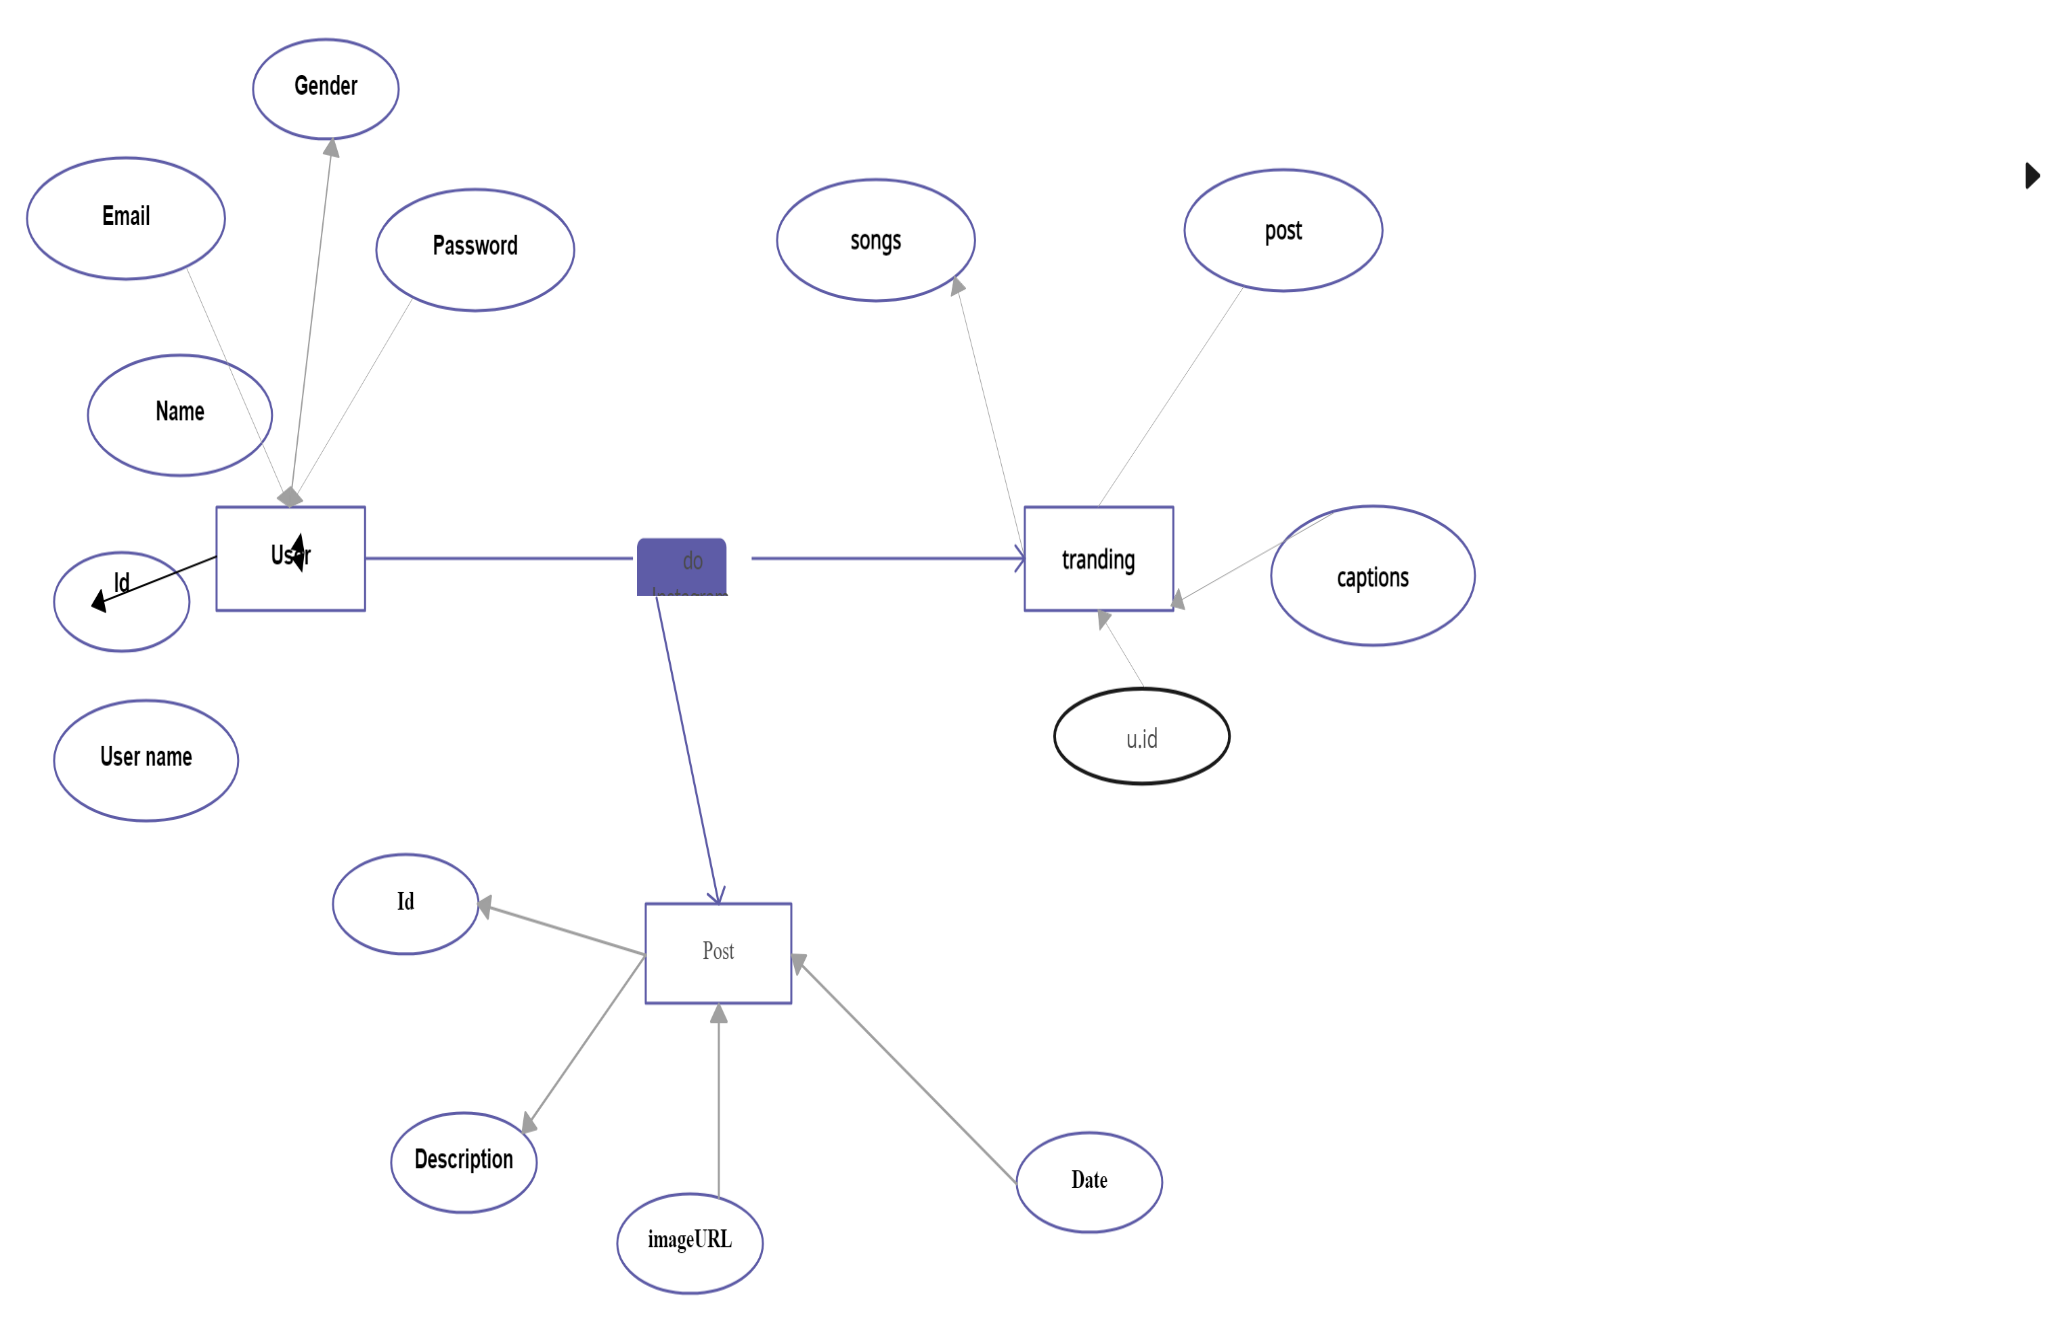 Gender
Email
Password
songs
post
Name
User
do
tranding
captions
Id
u.id
User name
Id
Post
Description
Date
imageURL